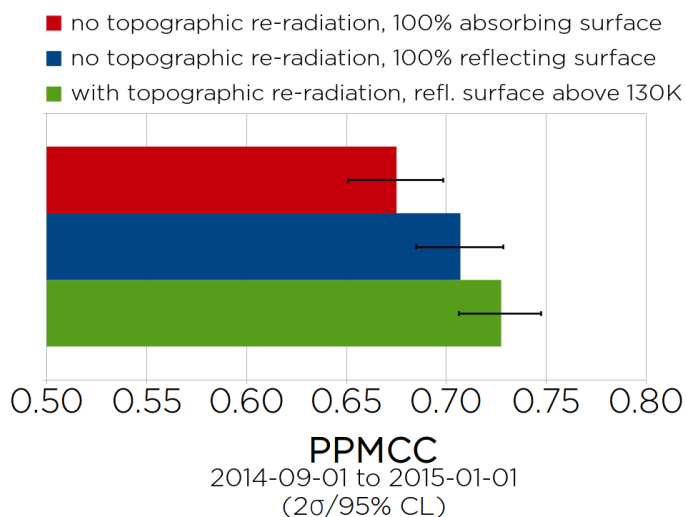 no topographic re-radiation, 100% absorbing surface
no topographic re-radiation, 100% reflecting surface
with topographic re-radiation, refl. surface above 130K
0.50 0.55 0.60 0.65 0.70 0.75 0.80
PPMCC
2014-09-01 to 2015-01-01
(2σ/95% CL)